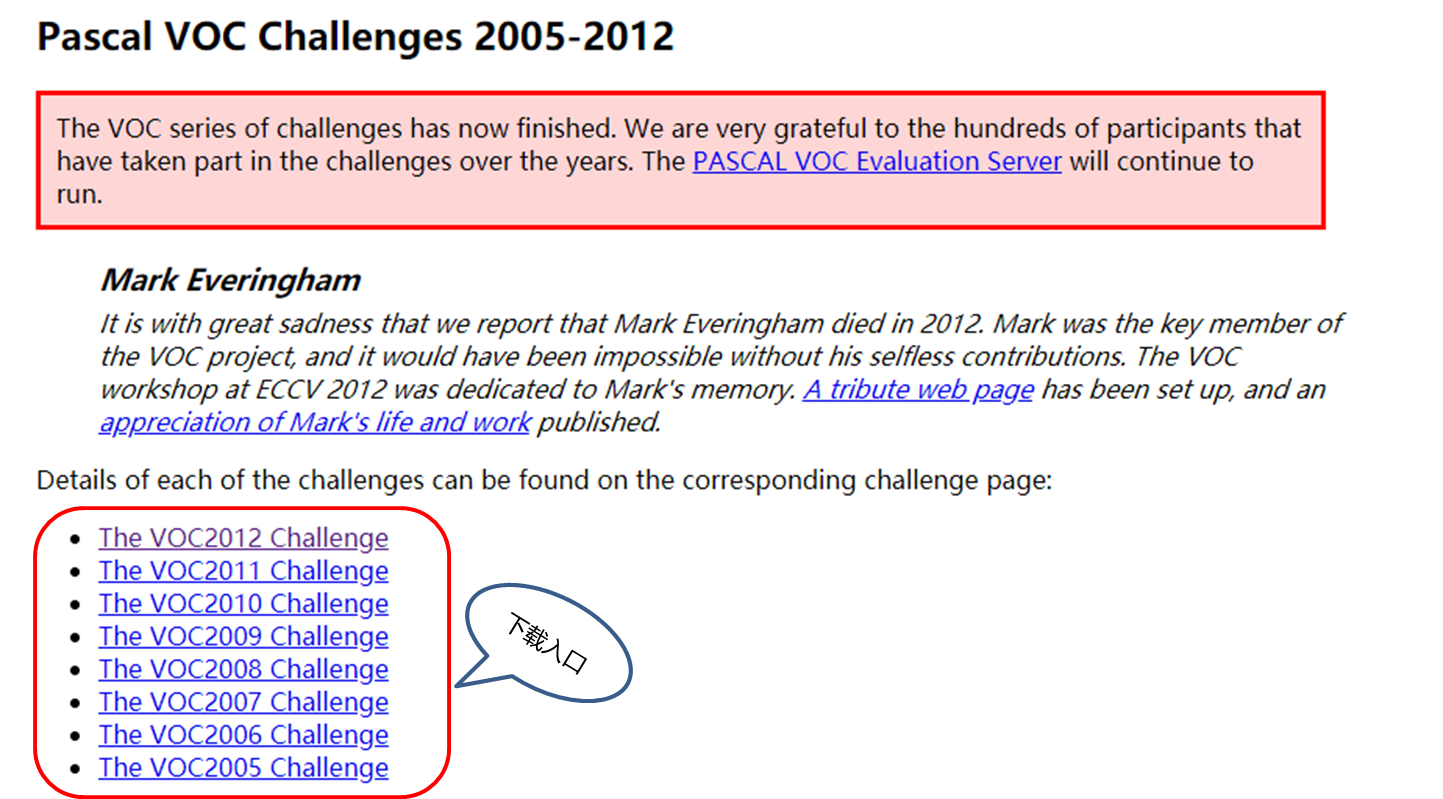 Pascal VOC Challenges 2005-2012
The VOC series of challenges has now finished. We are very grateful to the hundreds of participants that
have taken part in the challenges over the years. The PASCAL VOC Evaluation Server will continue to
run.
Mark Everingham
It is with great sadness that we report that Mark Everingham died in 2012. Mark was the key member of
the VOC project, and it would have been impossible without his selfless contributions. The VOC
workshop at ECCV 2012 was dedicated to Mark's memory. A tribute web page has been set up, and an
appreciation of Mark's life and work published.
Details of each of the challenges can be found on the corresponding challenge page:
• The VOC2012 Challenge
• The VOC2011 Challenge
• The VOC2010 Challenge
• The VOC2009 Challenge
• The VOC2008 Challenge
• The VOC2007 Challenge
• The VOC2006 Challenge
• The VOC2005 Challenge
下载入口